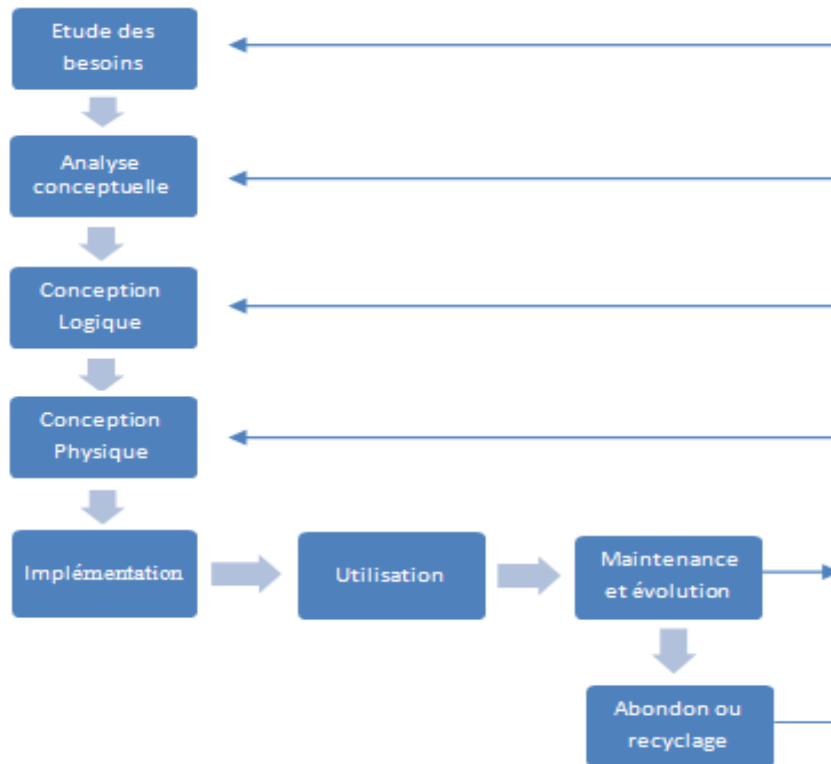 Etude des
besoins
Analyse
conceptuelle
Conception
Logique
Conception
Physique
Implémentation
Utilisation
Maintenance
et évolution
Abondon ou
recyclage